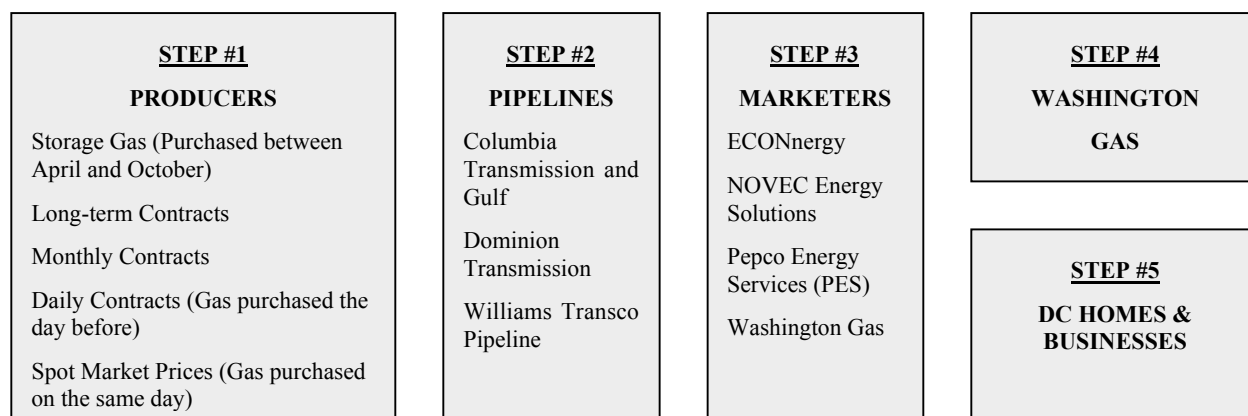 STEP #1
PRODUCERS
Storage Gas (Purchased between
April and October)
Long-term Contracts
Monthly Contracts
Daily Contracts (Gas purchased the
day before)
Spot Market Prices (Gas purchased
on the same day)
STEP #2
PIPELINES
Columbia
Transmission and
Gulf
Dominion
Transmission
Williams Transco
Pipeline
STEP #3
MARKETERS
ECONnergy
NOVEC Energy
Solutions
Pepco Energy
Services (PES)
Washington Gas
STEP #4
WASHINGTON
GAS
STEP #5
DC HOMES &
BUSINESSES